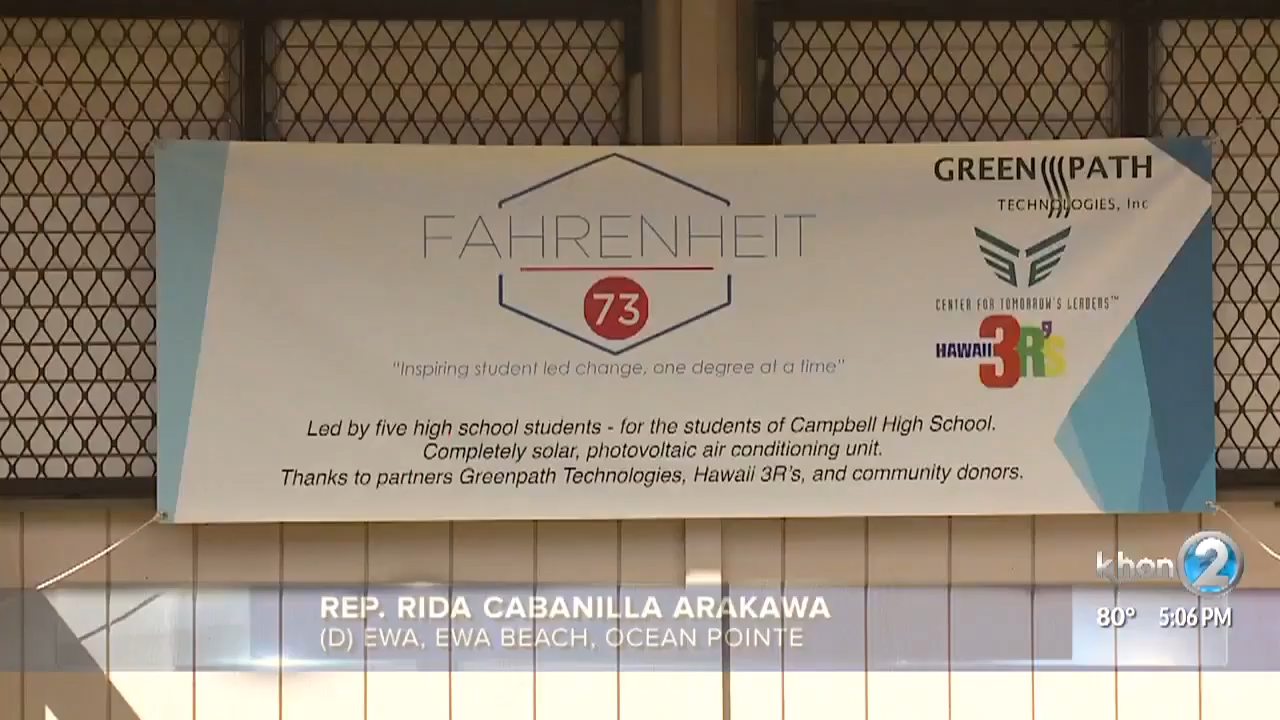 FAHRENHEIT
73
"Inspiring student led change, one degree at a time"
GREEN PATH
TECHNOLOGIES, Inc
CENTER FOR TOMORROW'S LEADERS™
HAWAII 3R's
Led by five high school students - for the students of Campbell High School.
Completely solar, photovoltaic air conditioning unit.
Thanks to partners Greenpath Technologies, Hawaii 3R's, and community donors.
khon 2
80° 5:06 PM
REP. RIDA CABANILLA ARAKAWA
(D) EWA, EWA BEACH, OCEAN POINTE